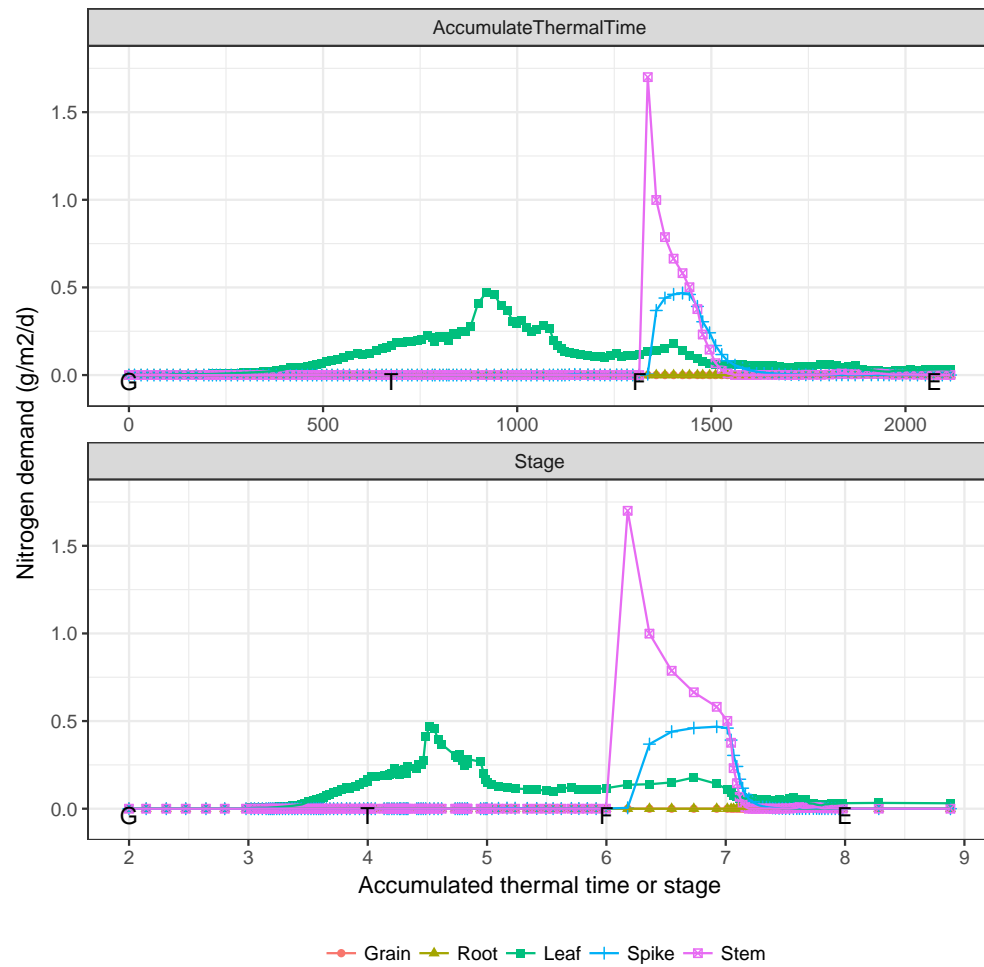 AccumulateThermalTime
1.5
1.0
0.5
0.0
G T F E
0 500 1000 1500 2000
Stage
1.5
1.0
0.5
0.0
G T F E
2 3 4 5 6 7 8 9
Nitrogen demand (g/m2/d)
Accumulated thermal time or stage
Grain Root Leaf Spike Stem